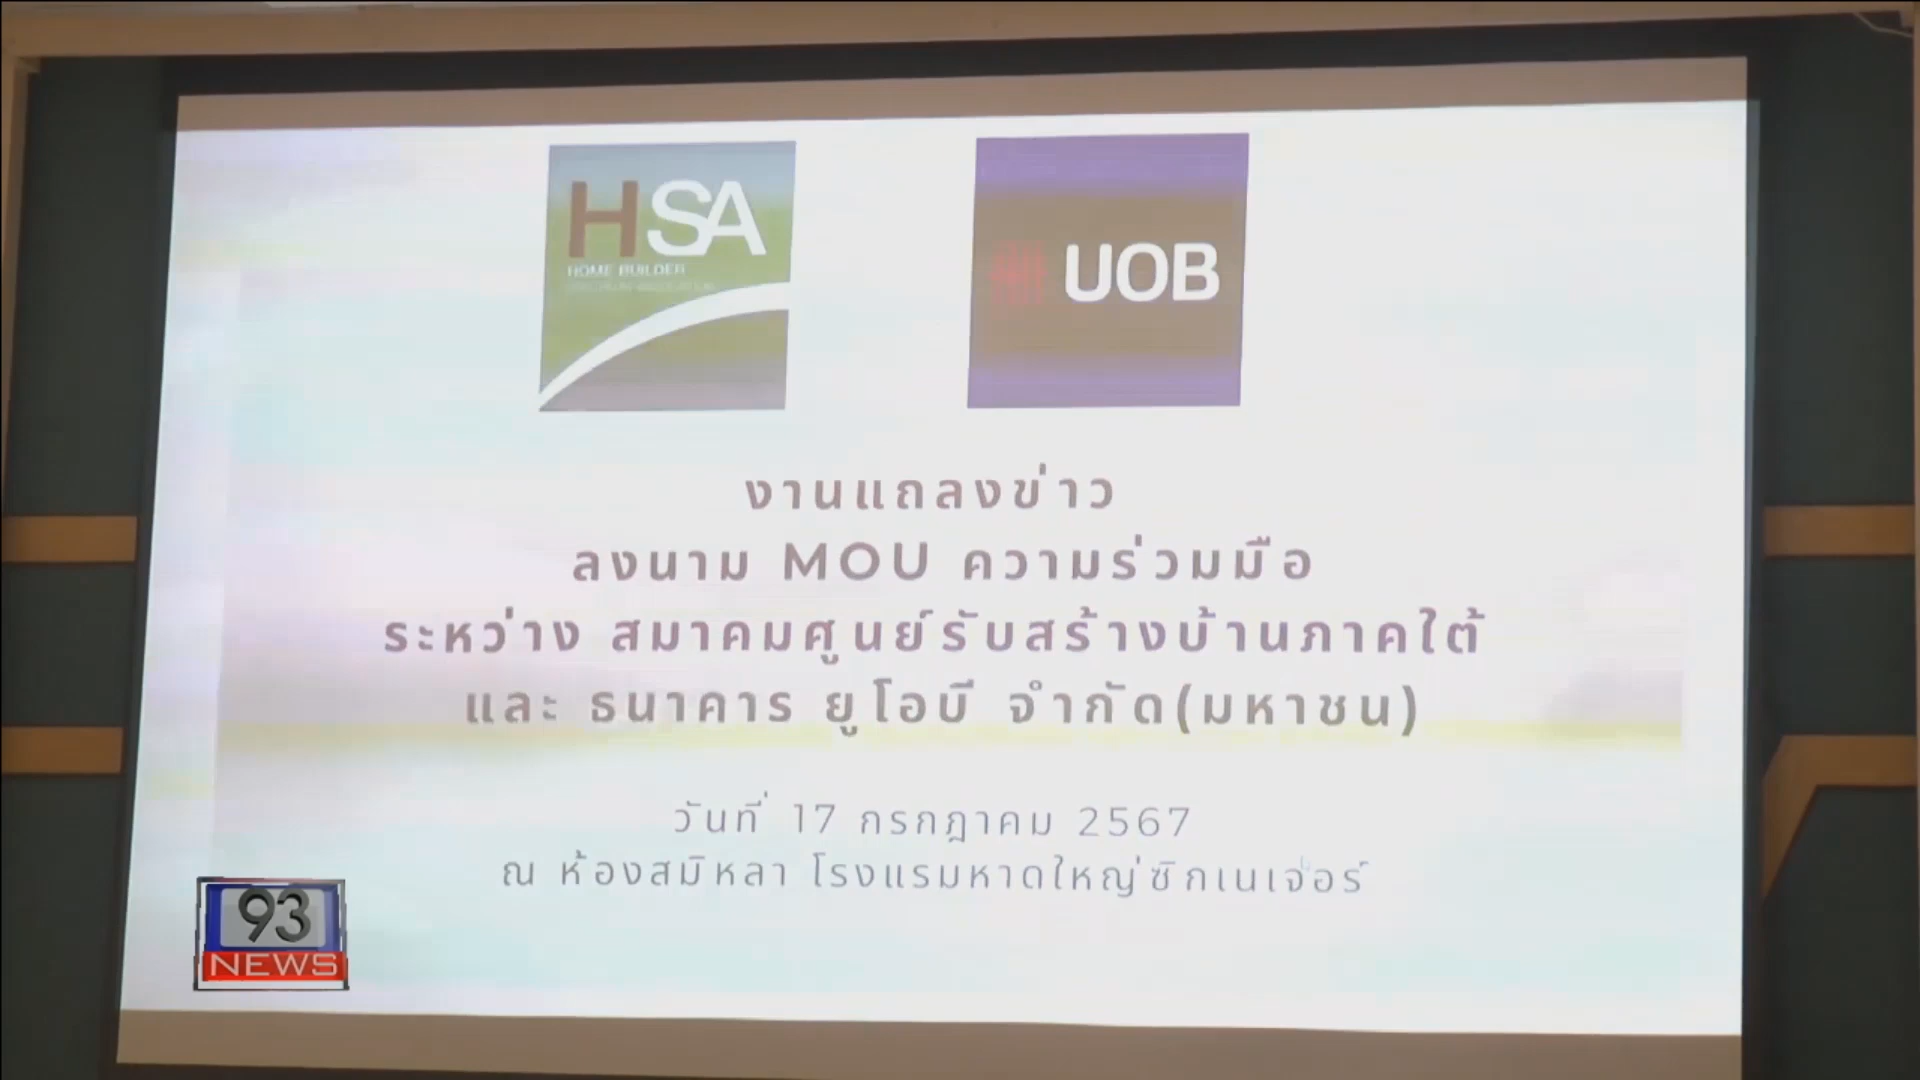 HSA
HOME BUILDER
UOB
งานแถลงข่าว
ลงนาม MOU ความร่วมมือ
ระหว่าง สมาคมศูนย์รับสร้างบ้านภาคใต้
และ ธนาคาร ยูโอบี จำกัด(มหาชน)
วันที่ 17 กรกฎาคม 2567
ณ ห้องสมิหลา โรงแรมหาดใหญ่ซิกเนเจ่อร์
93
NEWS